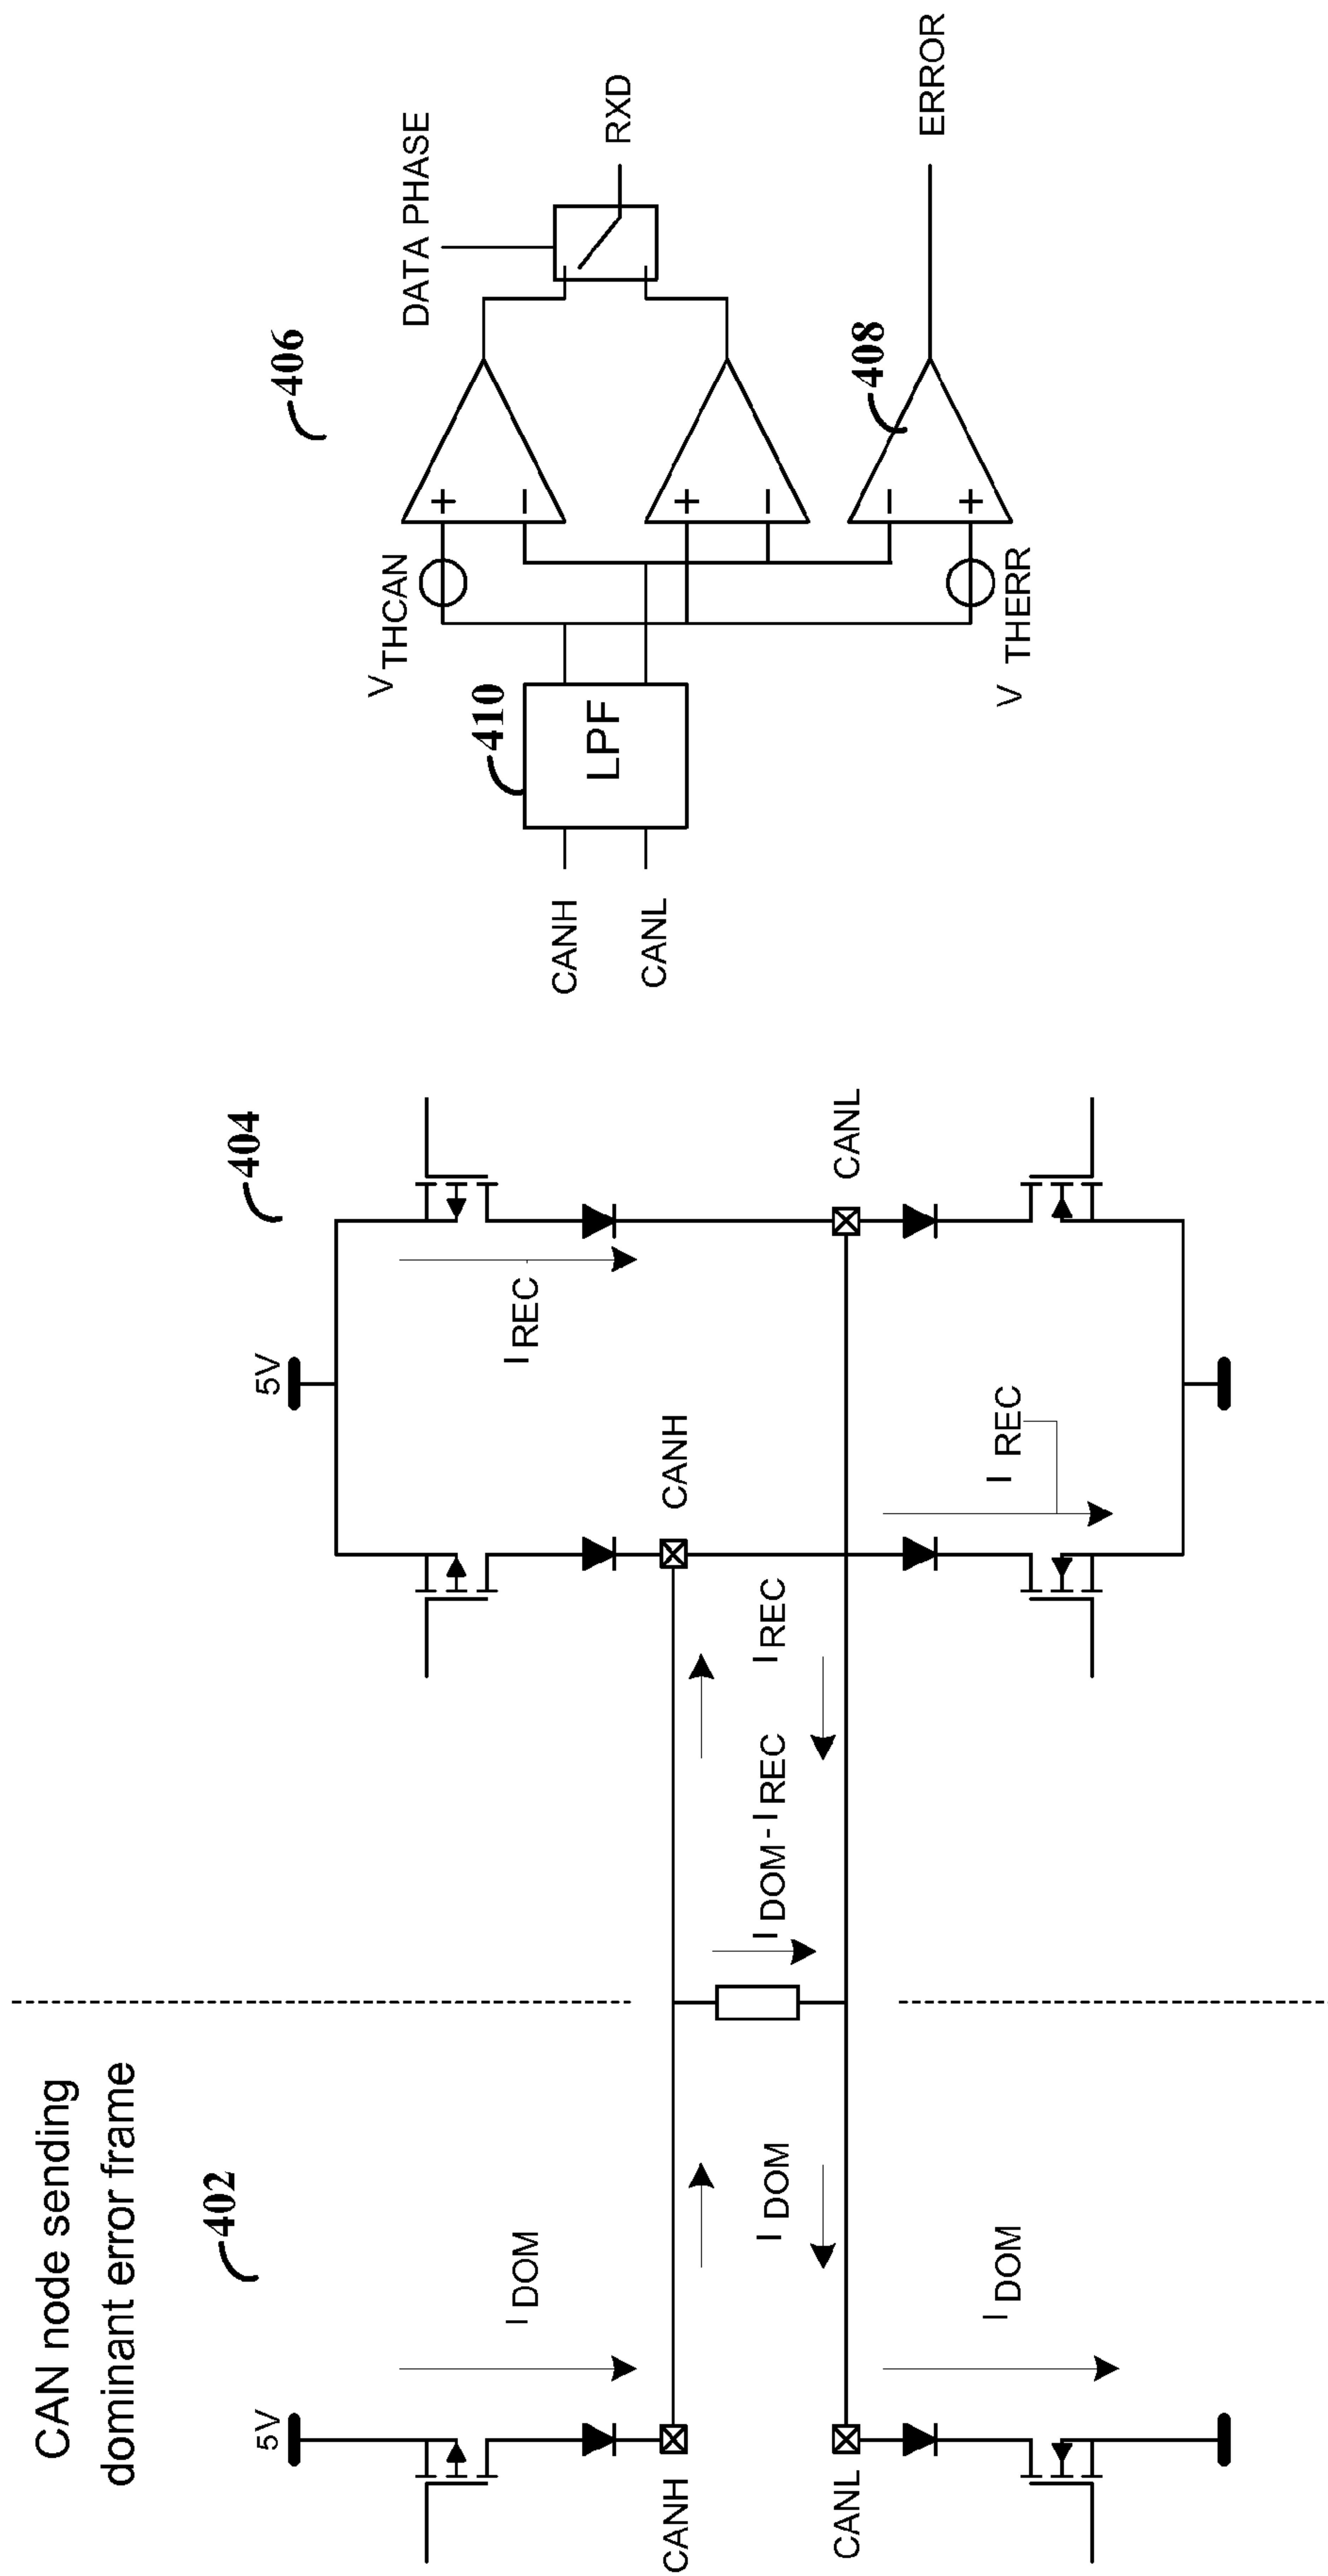 CAN node sending
dominant error frame
402
5V
I DOM
CANH
I DOM
CANL
I DOM
404
5V
I REC
CANH
I DOM - I REC
I REC
CANL
I REC
406
DATA PHASE
V THCAN
RXD
410
LPF
CANH
CANL
408
V THERR
ERROR